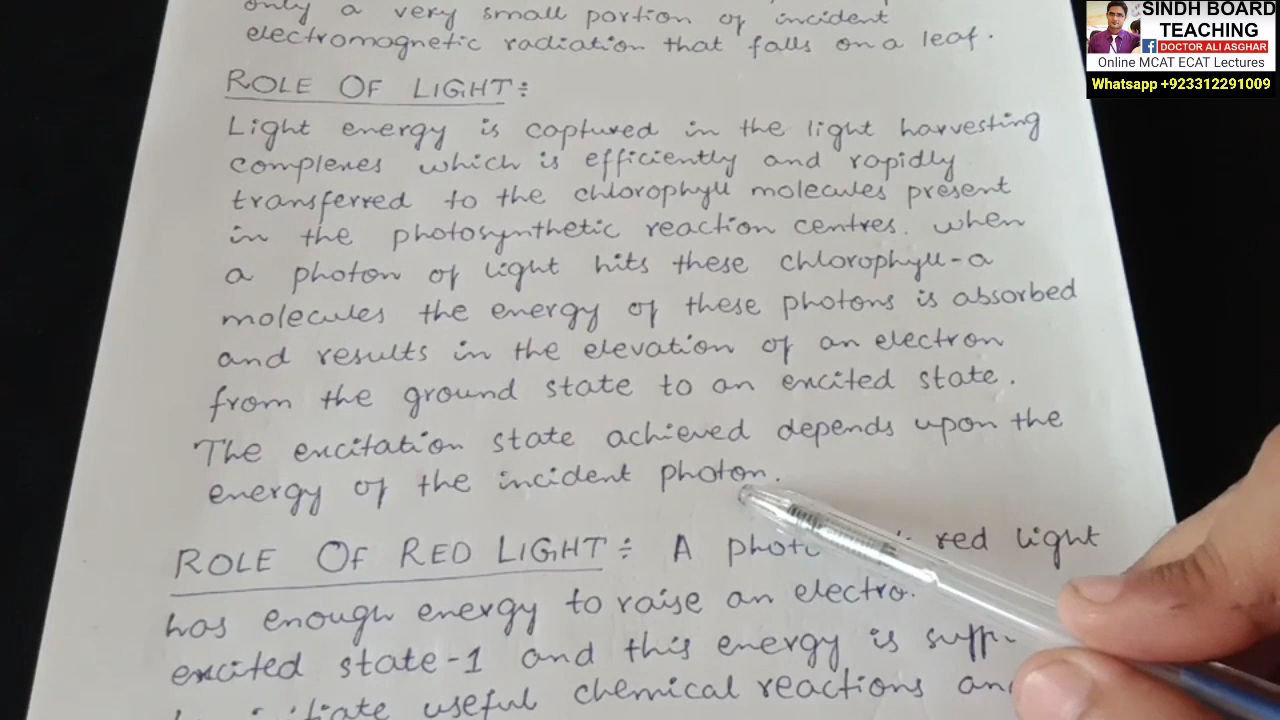 only a very small portion of incident
electromagnetic radiation that falls on a leaf.
ROLE OF LIGHT :
Light energy is captured in the light harvesting
complexes which is efficiently and rapidly
transferred to the chlorophyll molecules present
in the photosynthetic reaction centres. when
a photon of light hits these chlorophyll-a
molecules the energy of these photons is absorbed
and results in the elevation of an electron
from the ground state to an excited state.
The excitation state achieved depends upon the
energy of the incident photon.
ROLE OF RED LIGHT : A red light
has enough energy to raise an
excited state-1 and this energy is
useful chemical reactions
SINDH BOARD
TEACHING
DOCTOR ALI ASGHAR
Online MCAT ECAT Lectures
Whatsapp +923312291009